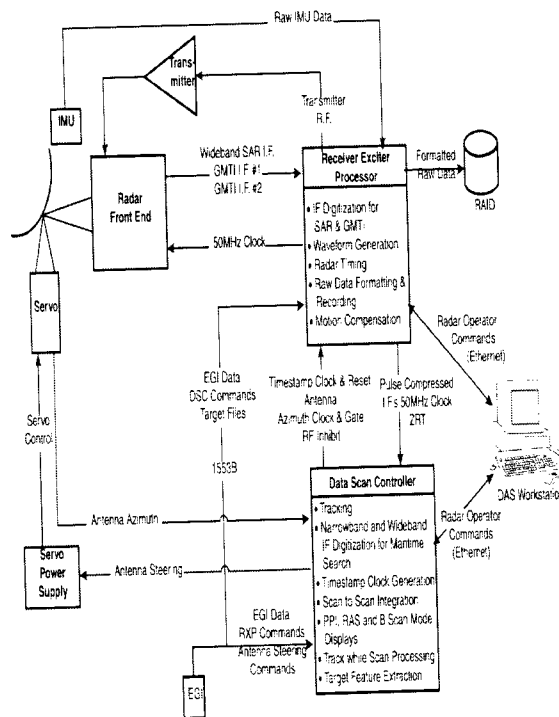 Raw IMU Data
Trans-
mitter
Transmitter
R.F.
IMU
Wideband SAR I.F.
GMTI I.F. #1
GMTI I.F. #2
Radar
Front End
50MHz Clock
Receiver Exciter
Processor
• IF Digitization for
SAR & GMTI
• Waveform Generation
• Radar Timing
• Raw Data Formatting &
Recording
• Motion Compensation
Formatted
Raw Data
RAID
Servo
Radar Operator
Commands
(Ethernet)
EGI Data
DSC Commands
Target Files
Timestamp Clock & Reset
Antenna
Azimuth Clock & Gate
RF Inhibit
Pulse Compressed
I F's 50MHz Clock
2RT
Servo
Control
1553B
DAS Workstation
Data Scan Controller
• Tracking
• Narrowband and Wideband
IF Digitization for Maritime
Search
• Timestamp Clock Generation
• Scan to Scan Integration
• PPI, RAS and B Scan Mode
Displays
• Track while Scan Processing
• Target Feature Extraction
Radar Operator
Commands
(Ethernet)
Antenna Azimuth
Servo
Power
Supply
Antenna Steering
EGI Data
RXP Commands
Antenna Steering
Commands
EGI